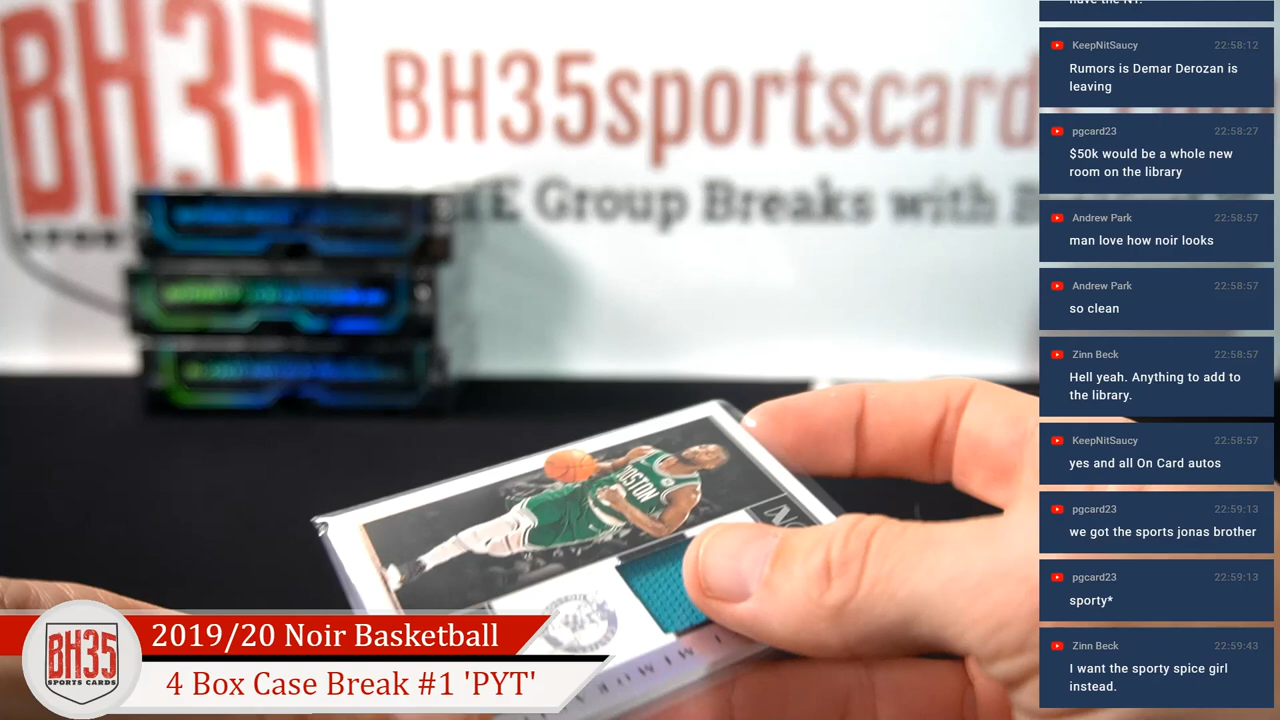 BH35
SPORT
BH35sportscard
E Group Breaks with B
BOSTON
NO
2019/20 Noir Basketball
4 Box Case Break #1 'PYT'
BH35
SPORTS CARDS
KeepNitSaucy 22:58:12
Rumors is Demar Derozan is
leaving
pgcard23 22:58:27
$50k would be a whole new
room on the library
Andrew Park 22:58:57
man love how noir looks
Andrew Park 22:58:57
so clean
Zinn Beck 22:58:57
Hell yeah. Anything to add to
the library.
KeepNitSaucy 22:58:57
yes and all On Card autos
pgcard23 22:59:13
we got the sports jonas brother
pgcard23 22:59:13
sporty*
Zinn Beck 22:59:43
I want the sporty spice girl
instead.